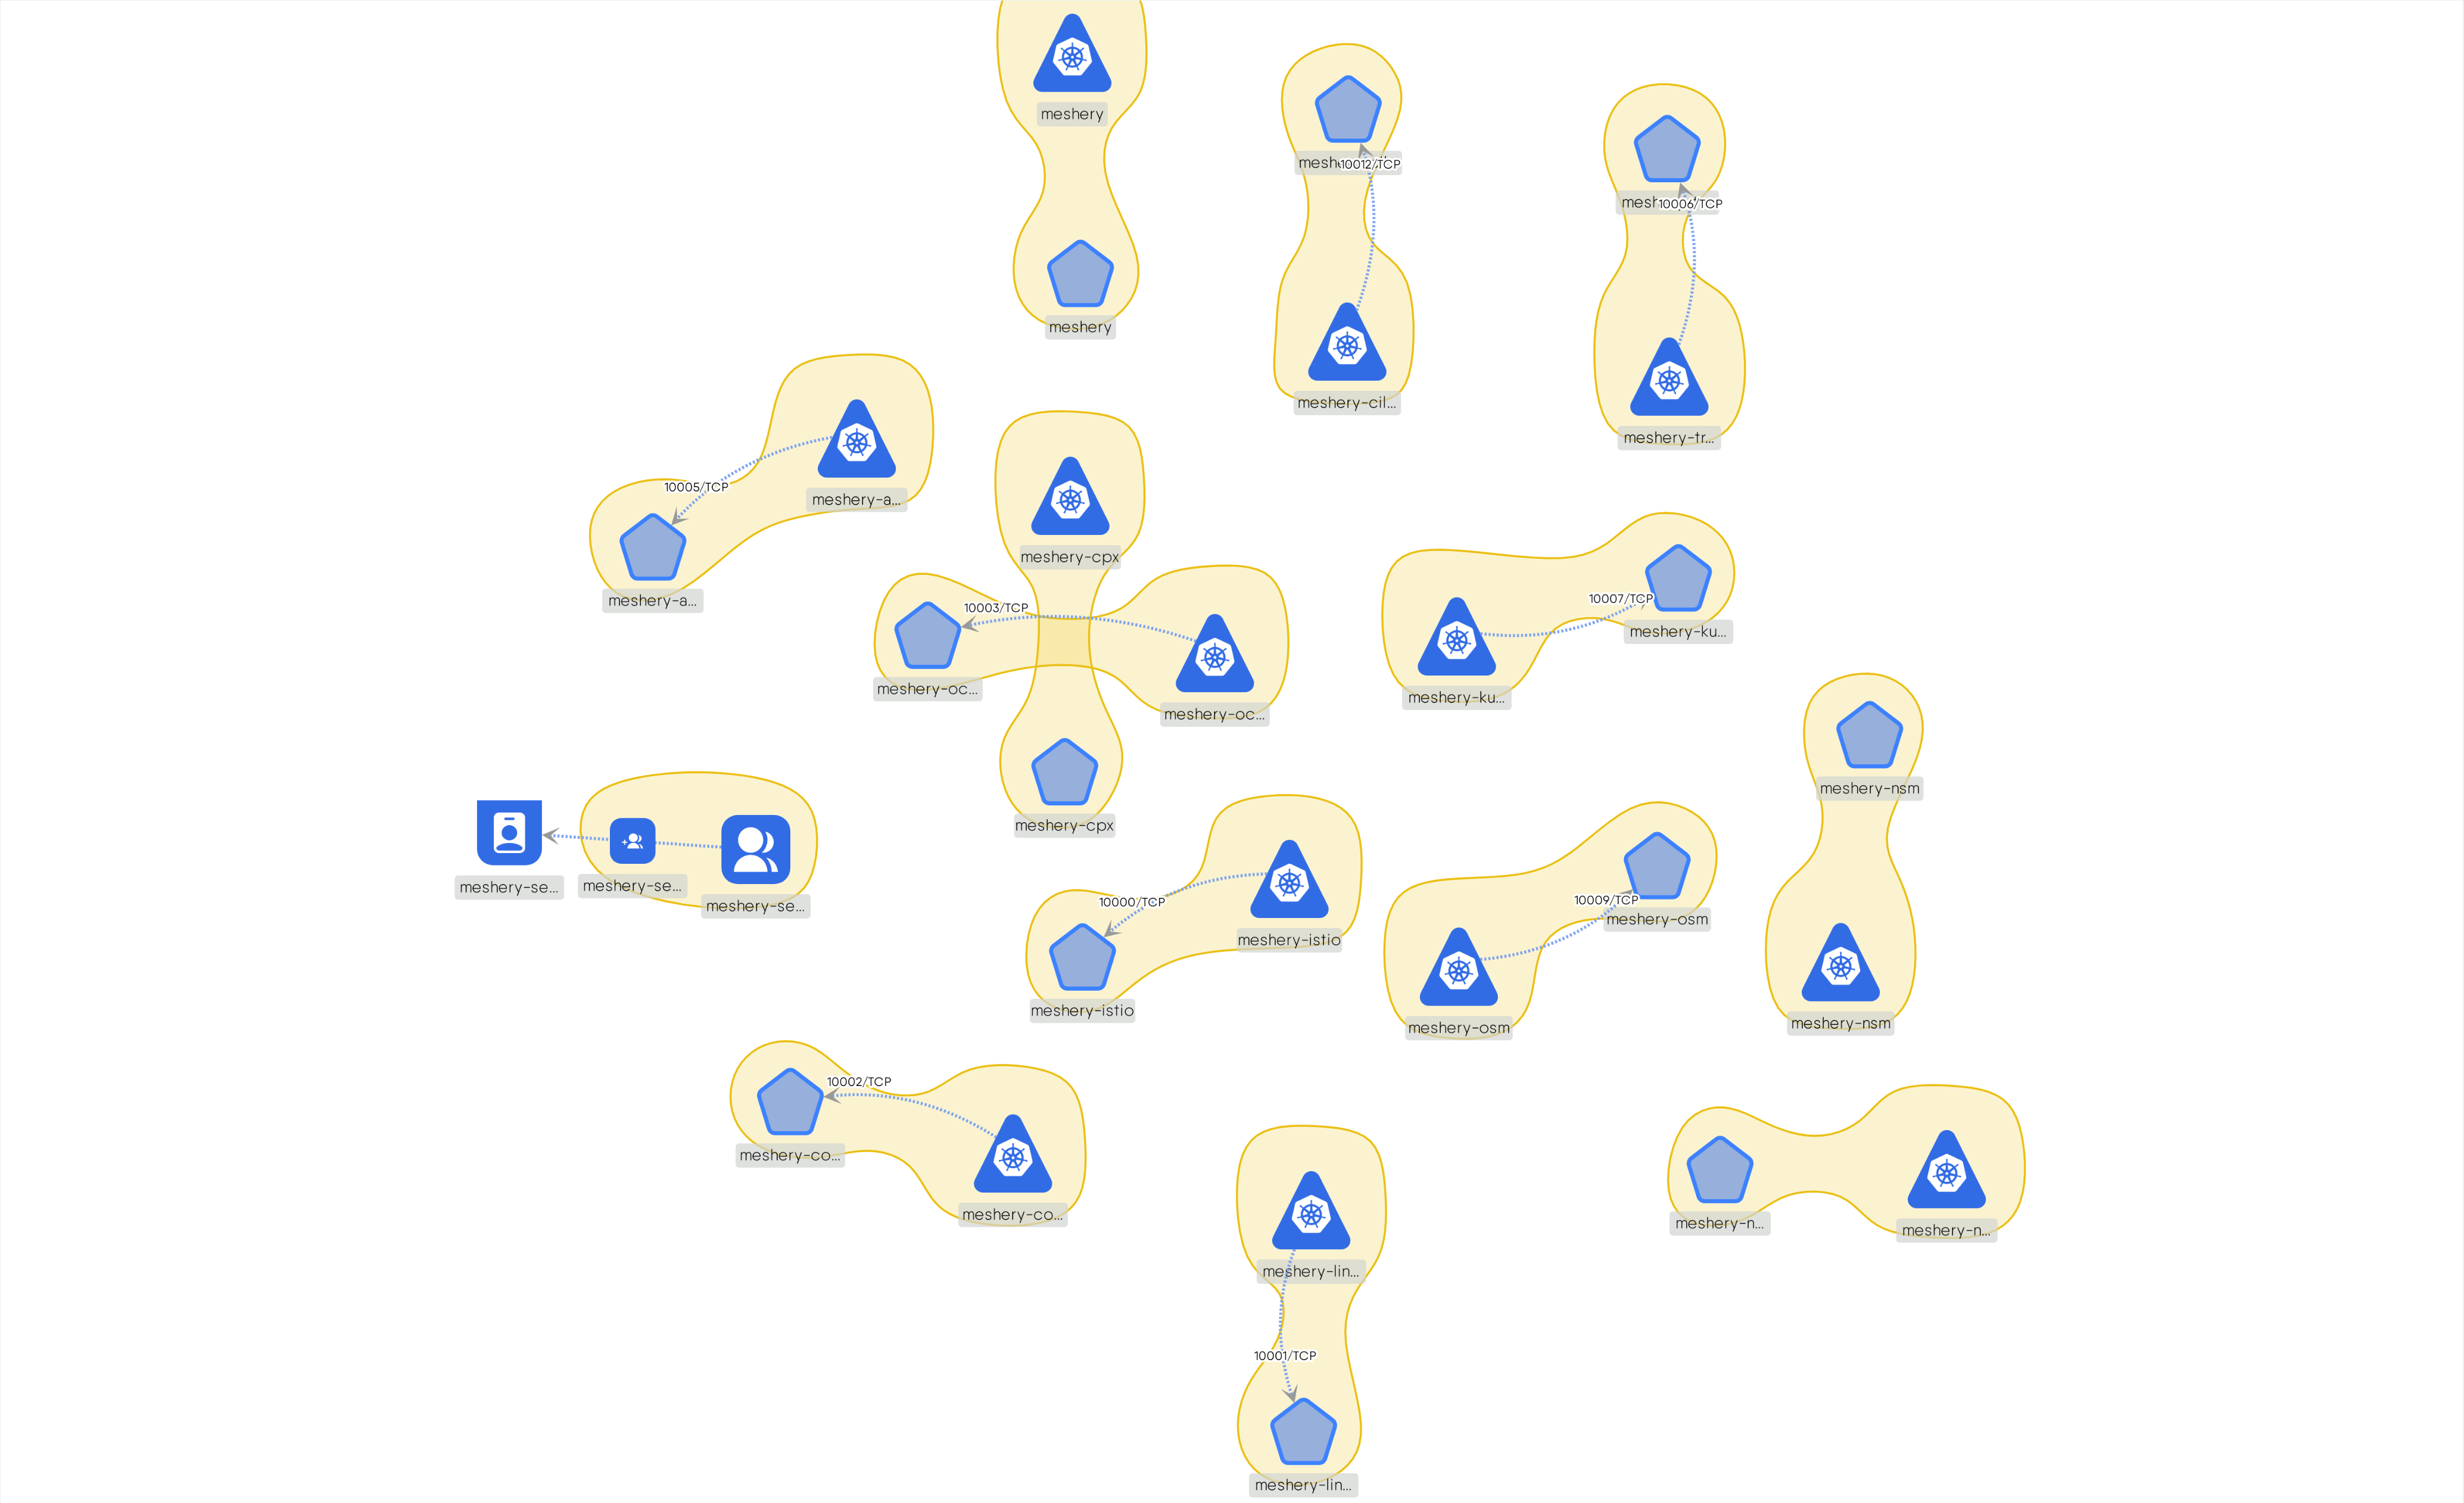 meshery
meshery
10012/TCP
meshery-cil...
10006/TCP
meshery-tr...
meshery-a...
10005/TCP
meshery-a...
meshery-cpx
10003/TCP
meshery-oc...
meshery-oc...
meshery-cpx
10007/TCP
meshery-ku...
meshery-ku...
meshery-nsm
meshery-nsm
meshery-se...
meshery-se...
meshery-se...
10000/TCP
meshery-istio
meshery-istio
10009/TCP
meshery-osm
meshery-osm
10002/TCP
meshery-co...
meshery-co...
meshery-n...
meshery-n...
meshery-lin...
10001/TCP
meshery-lin...